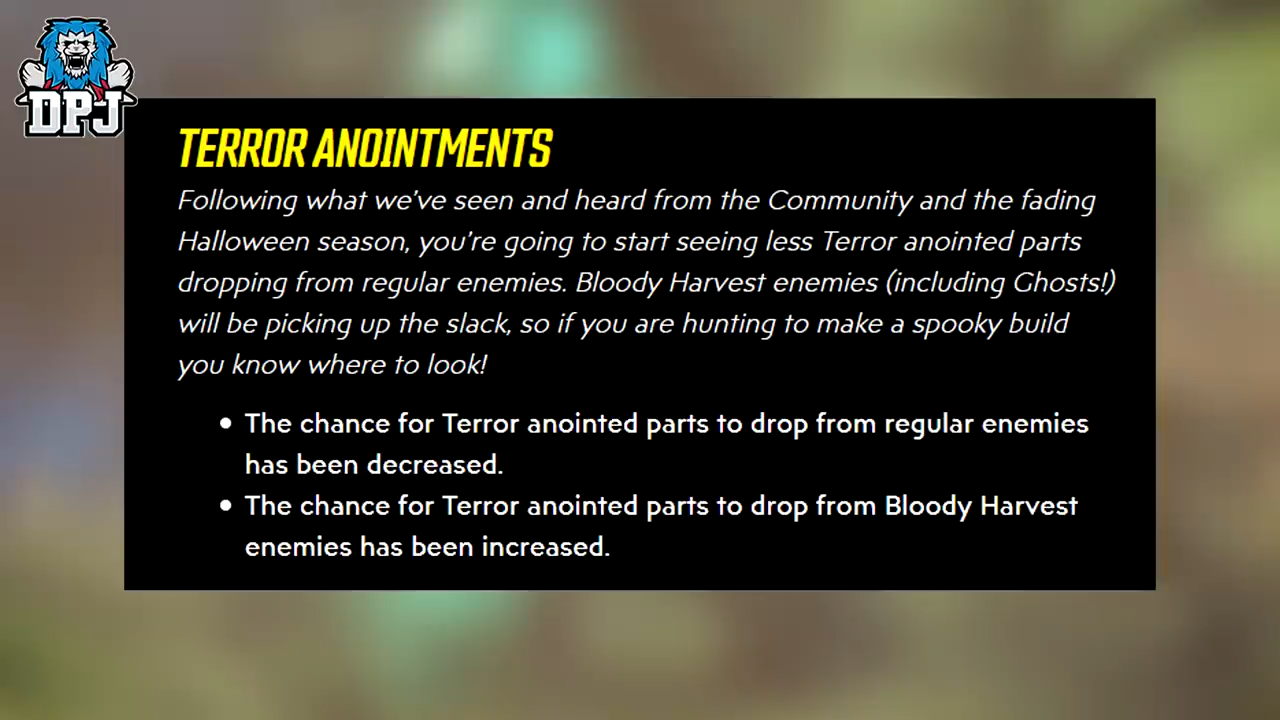 DPJ
TERROR ANOINTMENTS
Following what we've seen and heard from the Community and the fading
Halloween season, you're going to start seeing less Terror anointed parts
dropping from regular enemies. Bloody Harvest enemies (including Ghosts!)
will be picking up the slack, so if you are hunting to make a spooky build
you know where to look!
• The chance for Terror anointed parts to drop from regular enemies
has been decreased.
• The chance for Terror anointed parts to drop from Bloody Harvest
enemies has been increased.